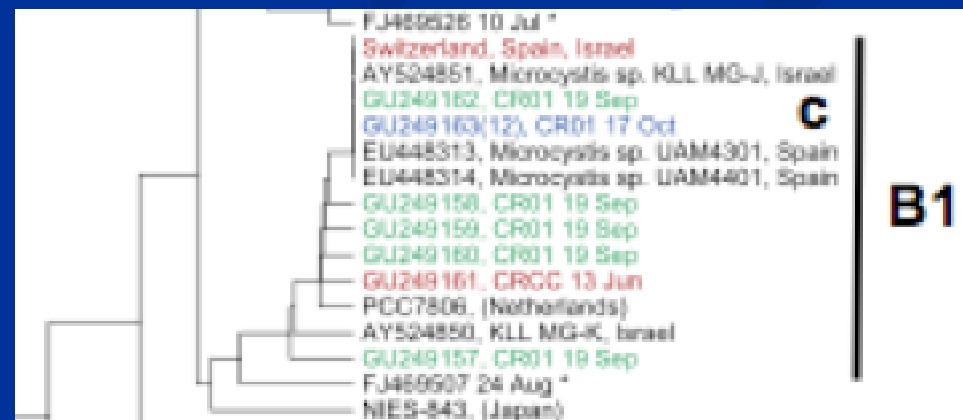 FJ469526 10 Jul *
Switzerland, Spain, Israel
AY524851, Microcystis sp. KLL MG-J, Israel
GU249162, CR01 19 Sep
C
GU249163(12), CR01 17 Oct
EU448313, Microcystis sp. UAM4301, Spain
EU448314, Microcystis sp. UAM4401, Spain
GU249158, CR01 19 Sep
B1
GU249159, CR01 19 Sep
GU249160, CR01 19 Sep
GU249161, CRCC 13 Jun
PCC7806, (Netherlands)
AY524850, KLL MG-K, Israel
GU249157, CR01 19 Sep
FJ469507 24 Aug *
NIES-843, (Japan)